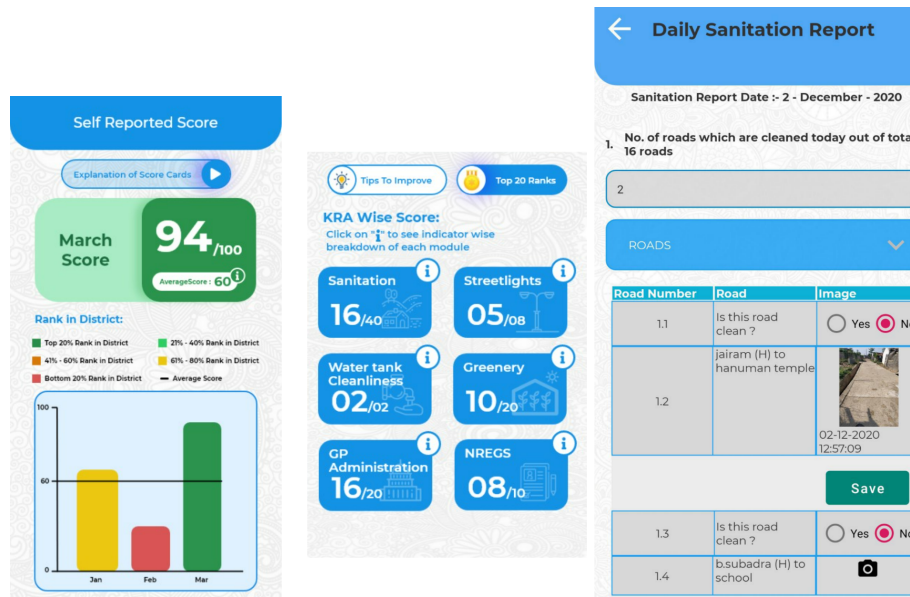 Self Reported Score
Explanation of Score Cards
March
Score
94/100
AverageScore : 60 i
Rank in District:
Top 20% Rank in District
21% - 40% Rank in District
41% - 60% Rank in District
61% - 80% Rank in District
Bottom 20% Rank in District
Average Score
100
60
0
Jan Feb Mar
Tips To Improve
Top 20 Ranks
KRA Wise Score:
Click on "i" to see indicator wise
breakdown of each module
Sanitation i
16/40
Streetlights i
05/08
Water tank i
Cleanliness
02/02
Greenery i
10/20
GP i
Administration
16/20
NREGS i
08/10
Daily Sanitation Report
Sanitation Report Date :- 2 - December - 2020
1. No. of roads which are cleaned today out of tota
16 roads
2
ROADS
Road Number Road Image
1.1 Is this road
clean ? Yes No
1.2 jairam (H) to
hanuman temple
02-12-2020
12:57:09
Save
1.3 Is this road
clean ? Yes No
1.4 b.subadra (H) to
school